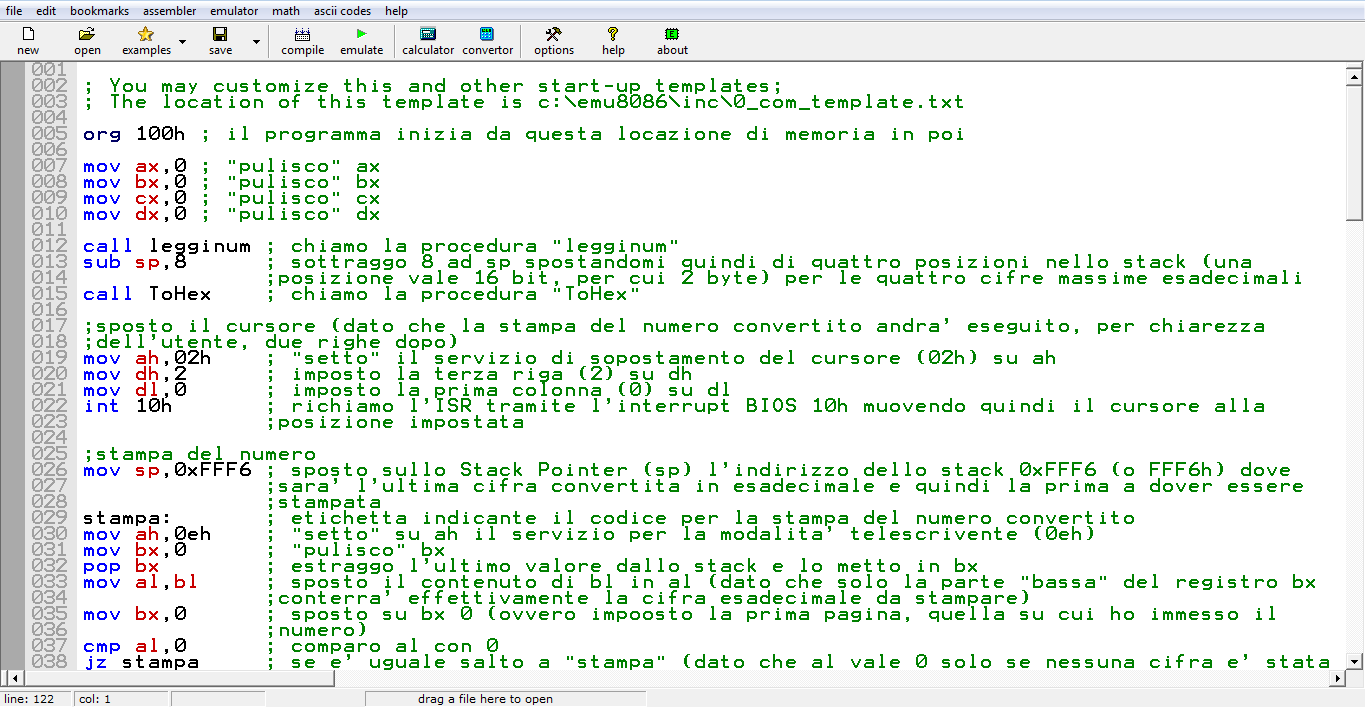 file edit bookmarks assembler emulator math ascii codes help
new open examples save compile emulate calculator convertor options help about
001
002 ; You may customize this and other start-up templates;
003 ; The location of this template is c:\emu8086\inc\0_com_template.txt
004
005 org 100h ; il programma inizia da questa locazione di memoria in poi
006
007 mov ax,0 ; "pulisco" ax
008 mov bx,0 ; "pulisco" bx
009 mov cx,0 ; "pulisco" cx
010 mov dx,0 ; "pulisco" dx
011
012 call legginum ; chiamo la procedura "legginum"
013 sub sp,8 ; sottraggo 8 ad sp spostandomi quindi di quattro posizioni nello stack (una
014 ;posizione vale 16 bit, per cui 2 byte) per le quattro cifre massime esadecimali
015 call ToHex ; chiamo la procedura "ToHex"
016
017 ;sposto il cursore (dato che la stampa del numero convertito andra' eseguito, per chiarezza
018 ;dell'utente, due righe dopo)
019 mov ah,02h ; "setto" il servizio di sopostamento del cursore (02h) su ah
020 mov dh,2 ; imposto la terza riga (2) su dh
021 mov dl,0 ; imposto la prima colonna (0) su dl
022 int 10h ; richiamo l'ISR tramite l'interrupt BIOS 10h muovendo quindi il cursore alla
023 ;posizione impostata
024
025 ;stampa del numero
026 mov sp,0xFFF6 ; sposto sullo Stack Pointer (sp) l'indirizzo dello stack 0xFFF6 (o FFF6h) dove
027 ;sara' l'ultima cifra convertita in esadecimale e quindi la prima a dover essere
028 ;stampata
029 stampa: ; etichetta indicante il codice per la stampa del numero convertito
030 mov ah,0eh ; "setto" su ah il servizio per la modalita' telescrivente (0eh)
031 mov bx,0 ; "pulisco" bx
032 pop bx ; estraggo l'ultimo valore dallo stack e lo metto in bx
033 mov al,bl ; sposto il contenuto di bl in al (dato che solo la parte "bassa" del registro bx
034 ;conterra' effettivamente la cifra esadecimale da stampare)
035 mov bx,0 ; sposto su bx 0 (ovvero impoosto la prima pagina, quella su cui ho immesso il
036 ;numero)
037 cmp al,0 ; comparo al con 0
038 jz stampa ; se e' uguale salto a "stampa" (dato che al vale 0 solo se nessuna cifra e' stata
line: 122 col: 1 drag a file here to open